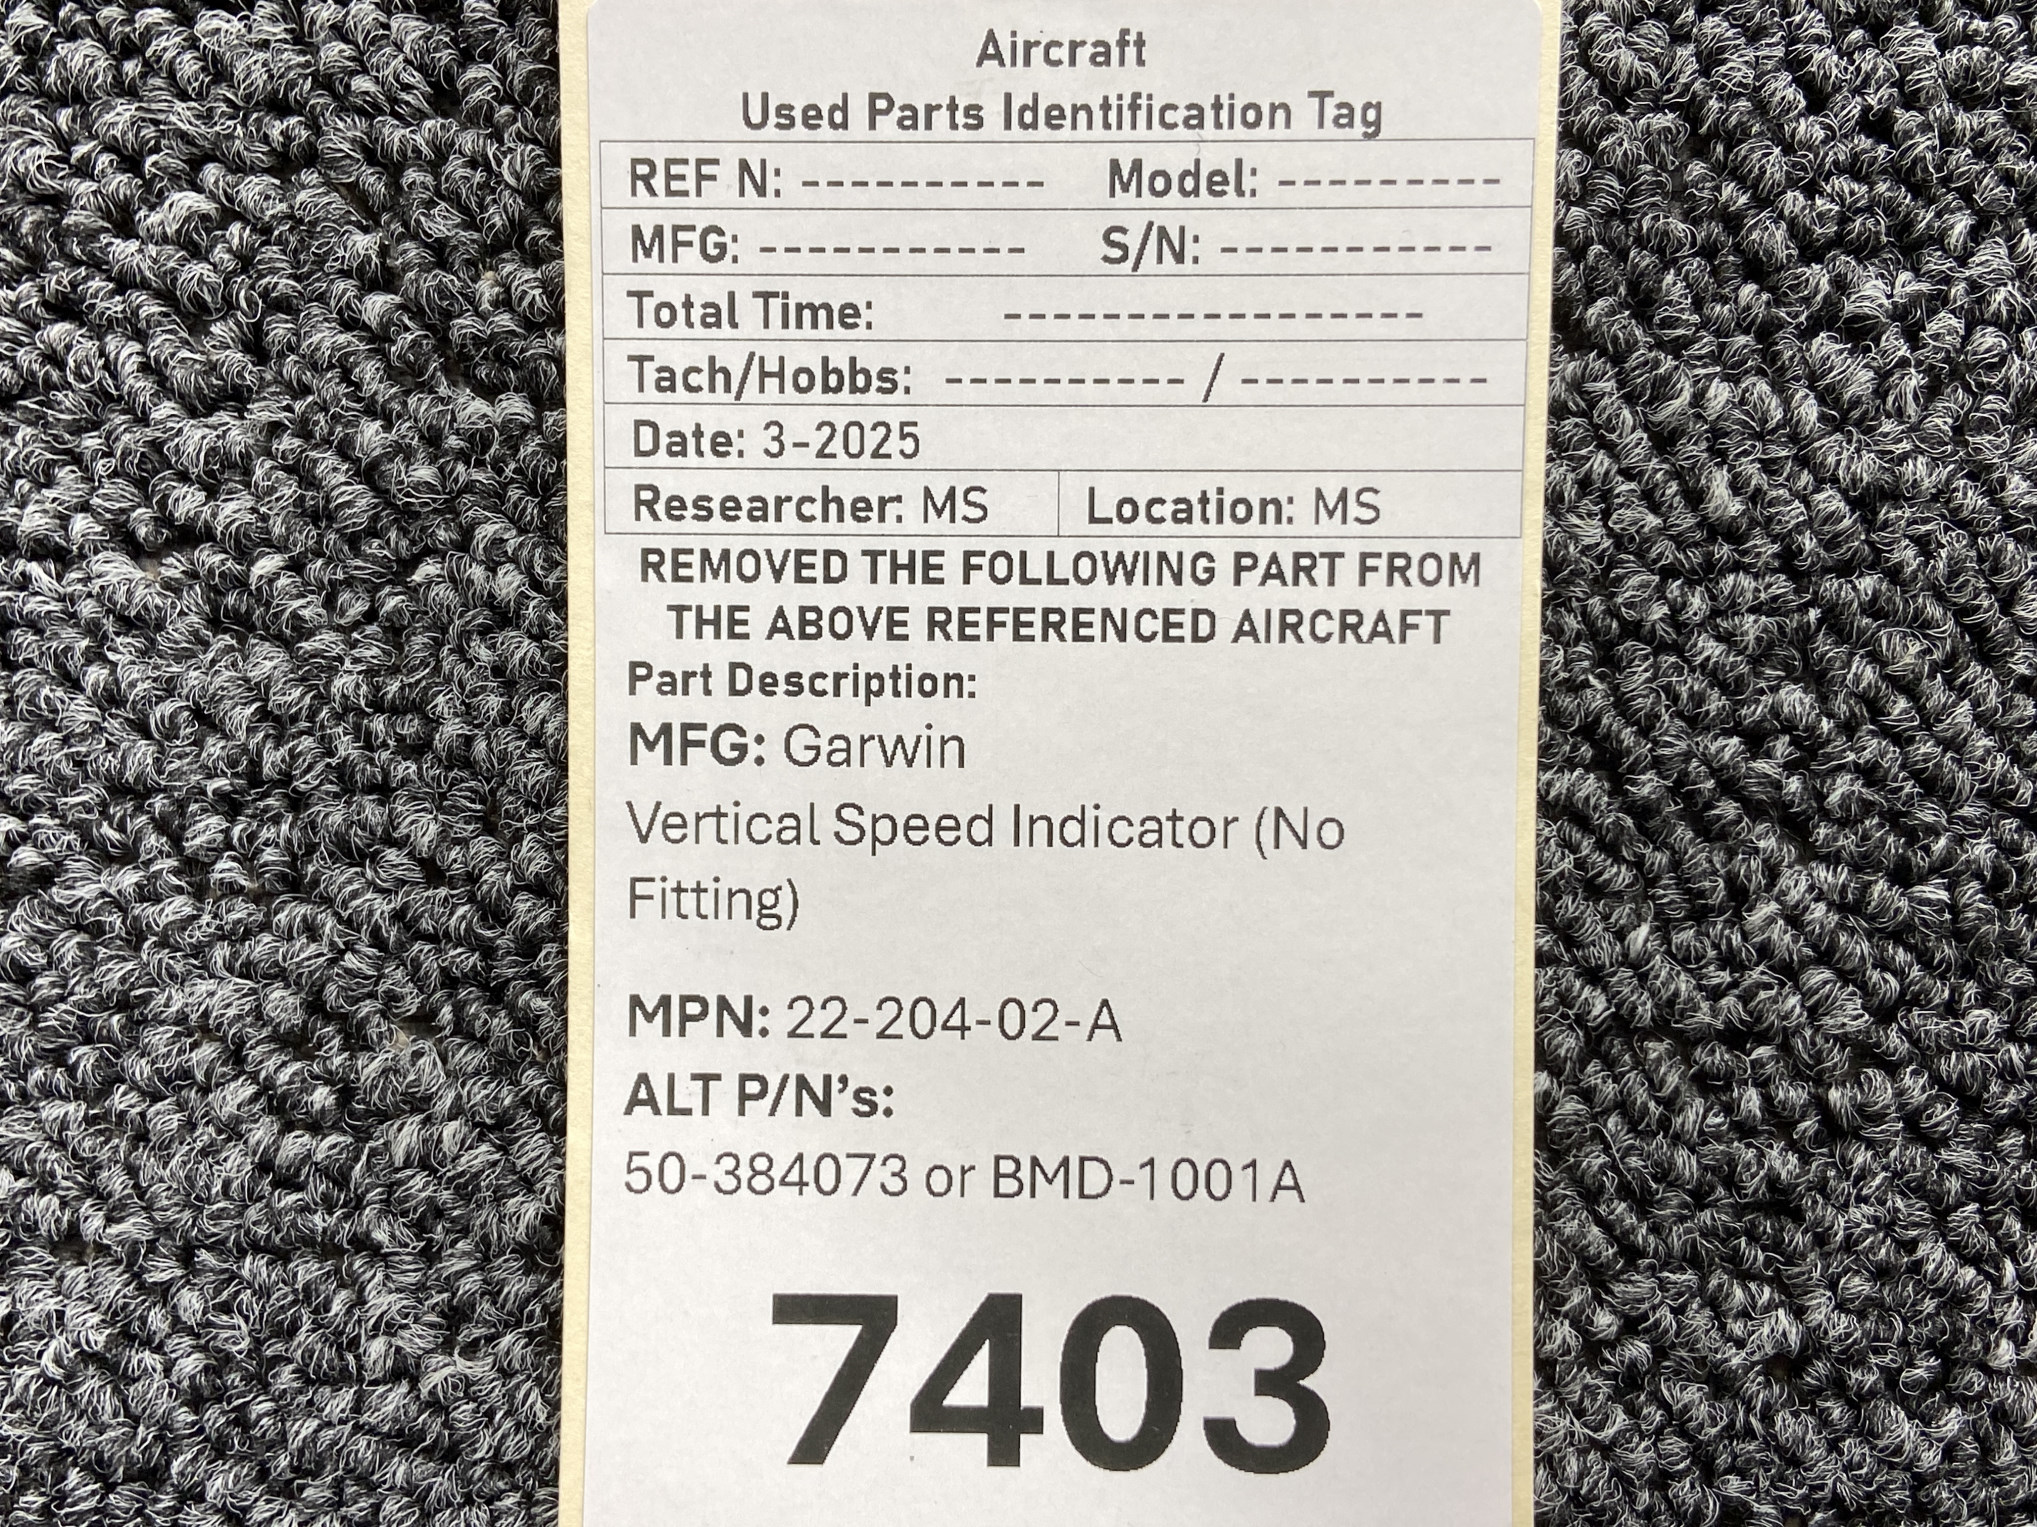 Aircraft
Used Parts Identification Tag
REF N: ---------- Model: ---------
MFG: ----------- S/N: -----------
Total Time: -----------------
Tach/Hobbs: ---------- / ----------
Date: 3-2025
Researcher: MS Location: MS
REMOVED THE FOLLOWING PART FROM
THE ABOVE REFERENCED AIRCRAFT
Part Description:
MFG: Garwin
Vertical Speed Indicator (No
Fitting)
MPN: 22-204-02-A
ALT P/N's:
50-384073 or BMD-1001A
7403